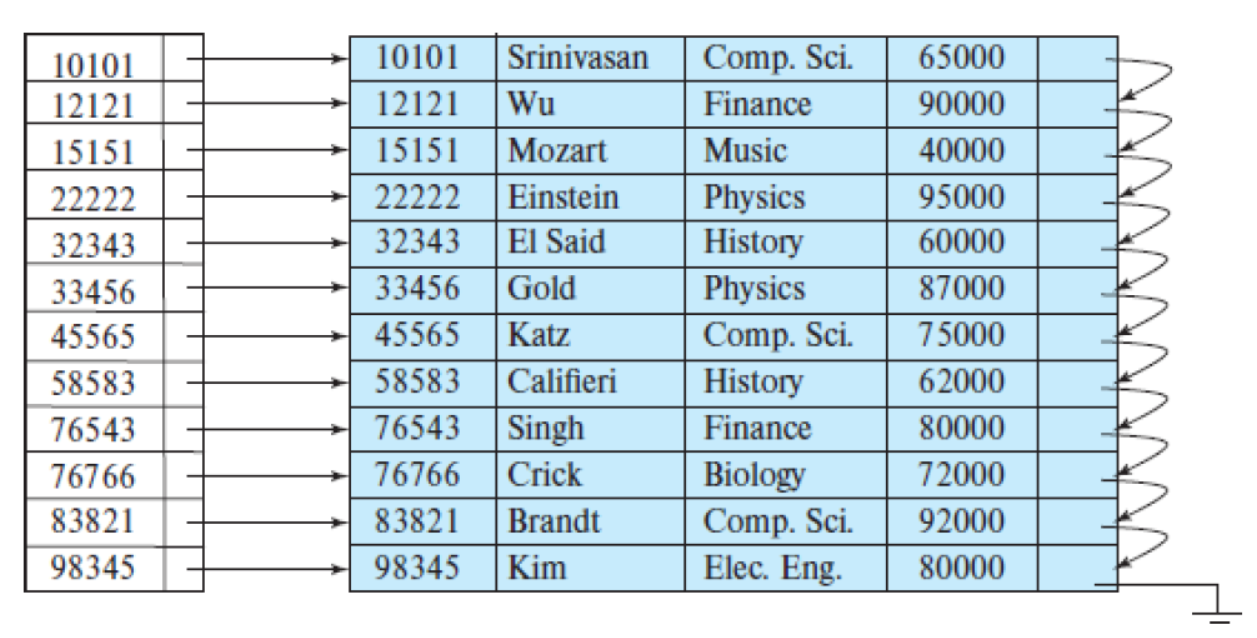 10101 10101 Srinivasan Comp. Sci. 65000
12121 12121 Wu Finance 90000
15151 15151 Mozart Music 40000
22222 22222 Einstein Physics 95000
32343 32343 El Said History 60000
33456 33456 Gold Physics 87000
45565 45565 Katz Comp. Sci. 75000
58583 58583 Califieri History 62000
76543 76543 Singh Finance 80000
76766 76766 Crick Biology 72000
83821 83821 Brandt Comp. Sci. 92000
98345 98345 Kim Elec. Eng. 80000